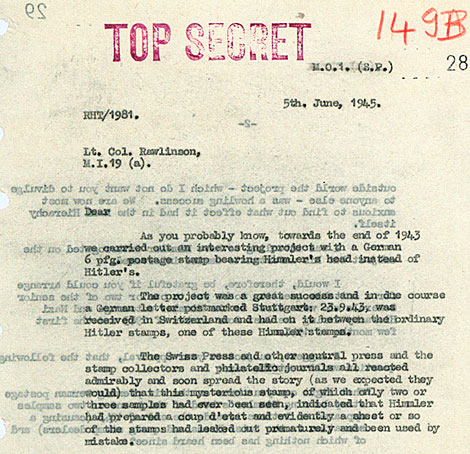 TOP SECRET
149B
M.O.1. (S.P.)
28
5th. June, 1945.
RHT/1981.
Lt. Col. Rawlinson,
M.I.19 (a).
Dear
As you probably know, towards the end of 1943
we carried out an interesting project with a German
6 pfg. postage stamp bearing Himmler's head instead of
Hitler's.
The project was a great success and in due course
a German letter postmarked Stuttgart: 23.9.43, was
received in Switzerland and had on it between the ordinary
Hitler stamps, one of these Himmler stamps.
The Swiss Press and other neutral press and the
stamp collectors and philatelic journals all reacted
admirably and soon spread the story (as we expected they
would) that this mysterious stamp, of which only two or
three samples had ever been seen, indicated that Himmler
had prepared a coup d'etat and evidently a sheet or so
of the stamps had leaked out prematurely and been used by
mistake.